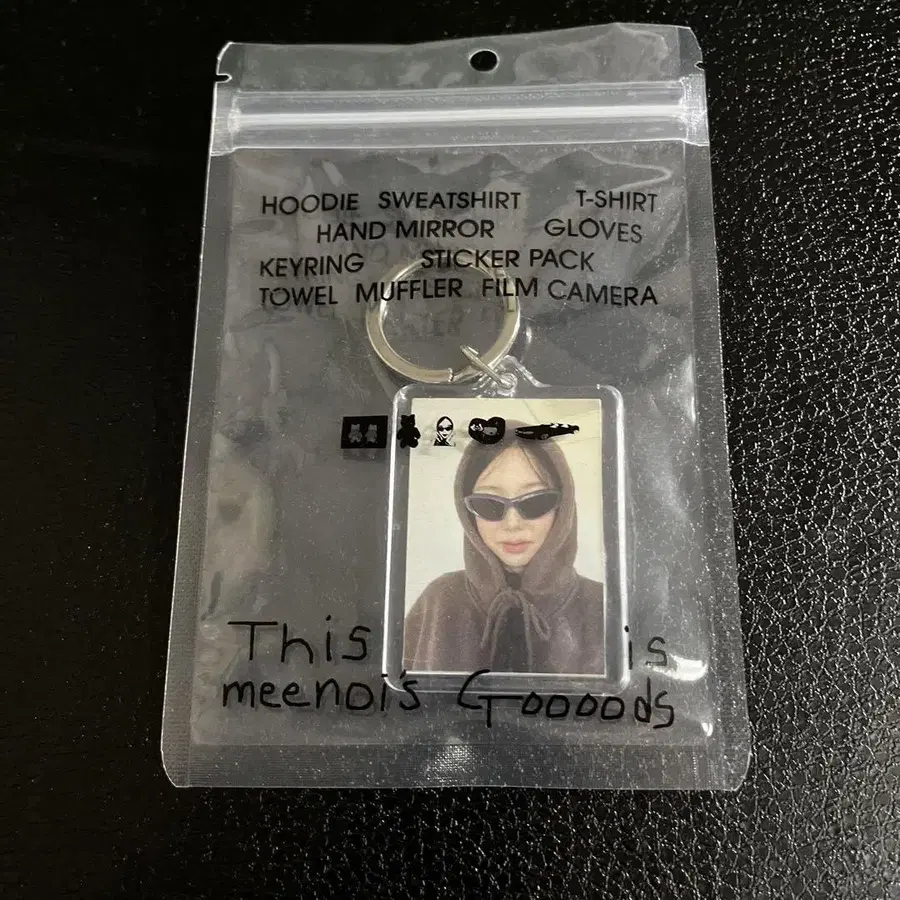 HOODIE SWEATSHIRT T-SHIRT
HAND MIRROR GLOVES
KEYRING STICKER PACK
TOWEL MUFFLER FILM CAMERA
This is
meenoi's Goooods